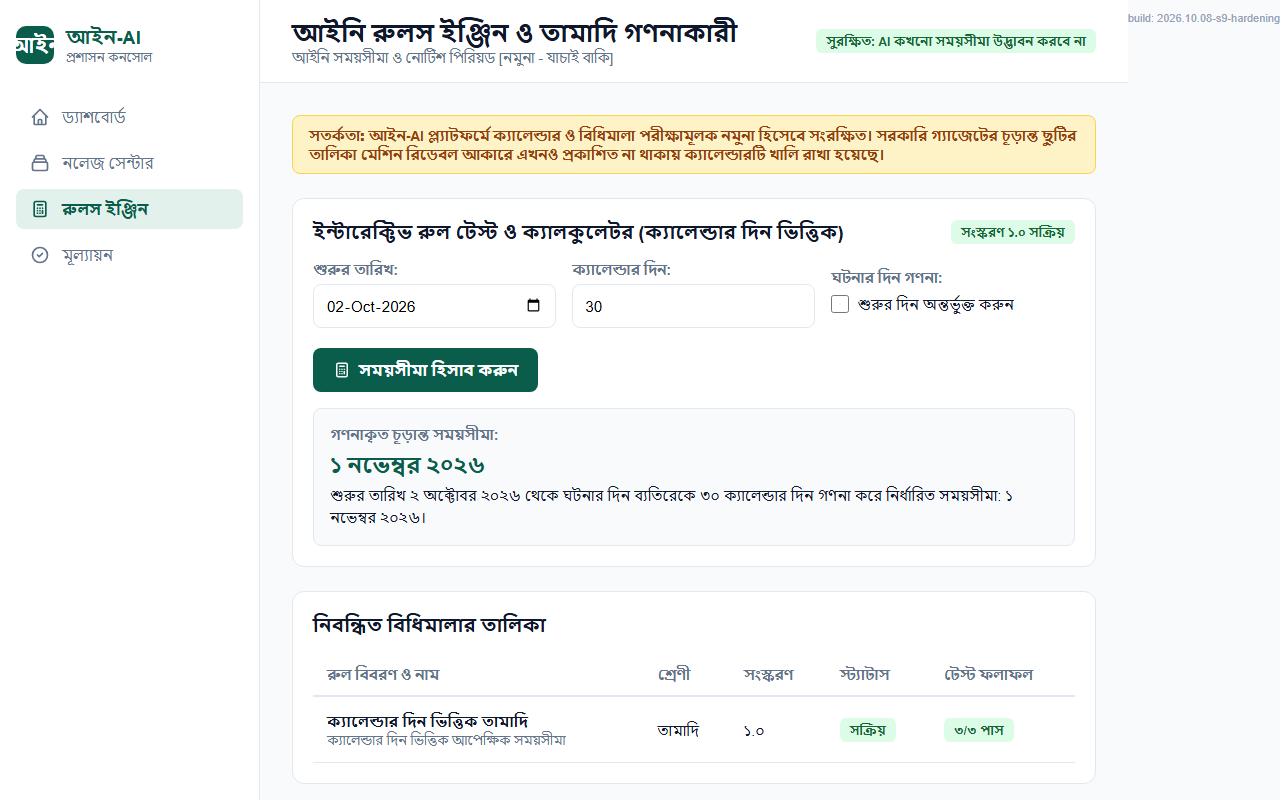 আইন
আইন-AI
প্রশাসন কনসোল
ড্যাশবোর্ড
নলেজ সেন্টার
রুলস ইঞ্জিন
মূল্যায়ন
আইনি রুলস ইঞ্জিন ও তামাদি গণনাকারী
আইনি সময়সীমা ও নোটিশ পিরিয়ড [নমুনা - যাচাই বাকি]
সুরক্ষিত: AI কখনো সময়সীমা উদ্ভাবন করবে না
build: 2026.10.08-s9-hardening
সতর্কতা: আইন-AI প্ল্যাটফর্মে ক্যালেন্ডার ও বিধিমালা পরীক্ষামূলক নমুনা হিসেবে সংরক্ষিত। সরকারি গ্যাজেটের চূড়ান্ত ছুটির
তালিকা মেশিন রিডেবল আকারে এখনও প্রকাশিত না থাকায় ক্যালেন্ডারটি খালি রাখা হয়েছে।
ইন্টারেক্টিভ রুল টেস্ট ও ক্যালকুলেটর (ক্যালেন্ডার দিন ভিত্তিক)
সংস্করণ ১.০ সক্রিয়
শুরুর তারিখ:
ক্যালেন্ডার দিন:
ঘটনার দিন গণনা:
02-Oct-2026
30
শুরুর দিন অন্তর্ভুক্ত করুন
সময়সীমা হিসাব করুন
গণনাকৃত চূড়ান্ত সময়সীমা:
১ নভেম্বর ২০২৬
শুরুর তারিখ ২ অক্টোবর ২০২৬ থেকে ঘটনার দিন ব্যতিরেকে ৩০ ক্যালেন্ডার দিন গণনা করে নির্ধারিত সময়সীমা: ১
নভেম্বর ২০২৬।
নিবন্ধিত বিধিমালার তালিকা
রুল বিবরণ ও নাম শ্রেণী সংস্করণ স্ট্যাটাস টেস্ট ফলাফল
ক্যালেন্ডার দিন ভিত্তিক তামাদি
ক্যালেন্ডার দিন ভিত্তিক আপেক্ষিক সময়সীমা
তামাদি ১.০ সক্রিয় ৩/৩ পাস